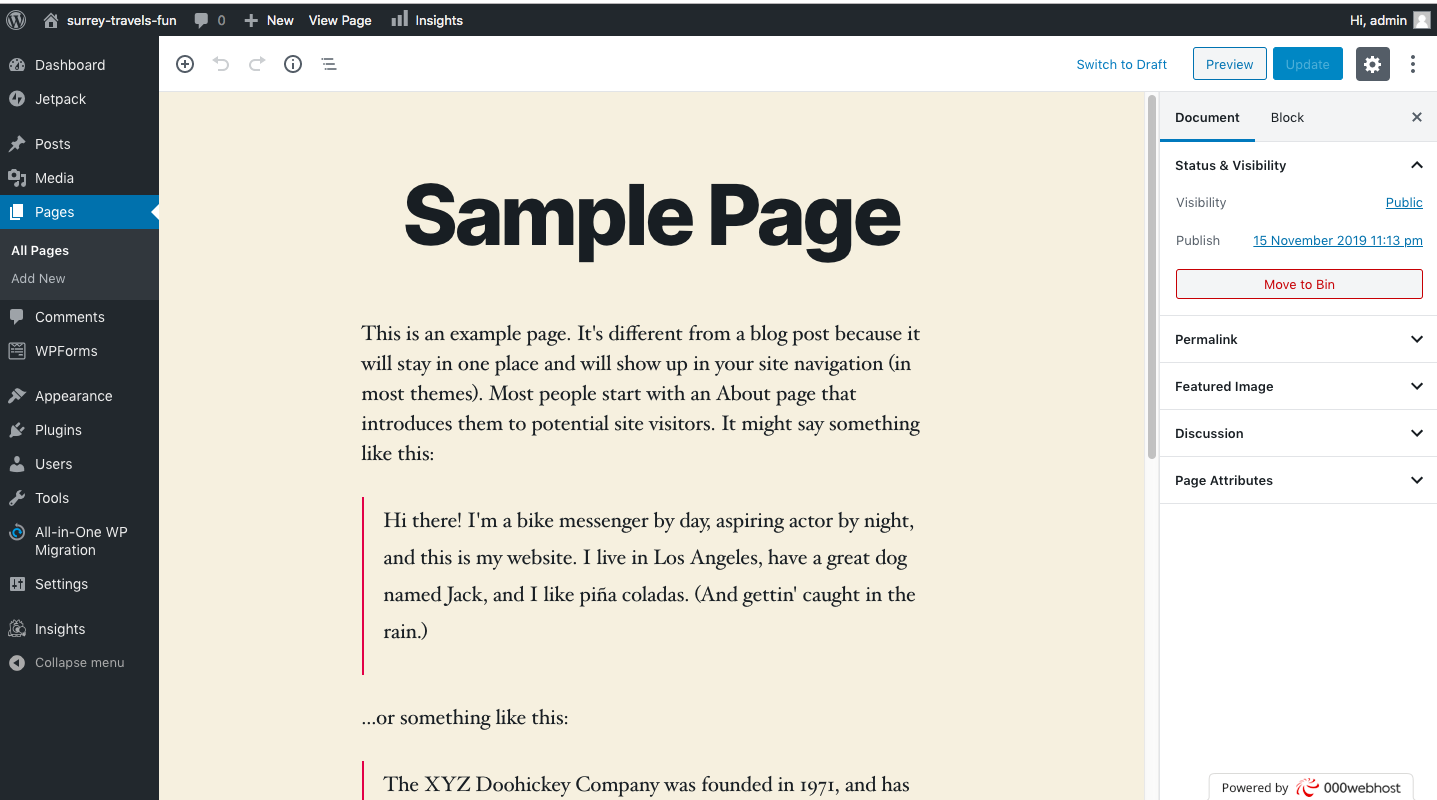 surrey-travels-fun 0 New View Page Insights Hi, admin
Dashboard
Jetpack
Posts
Media
Pages
All Pages
Add New
Comments
WPForms
Appearance
Plugins
Users
Tools
All-in-One WP
Migration
Settings
Insights
Collapse menu
Switch to Draft Preview Update
Sample Page
This is an example page. It's different from a blog post because it
will stay in one place and will show up in your site navigation (in
most themes). Most people start with an About page that
introduces them to potential site visitors. It might say something
like this:
Hi there! I'm a bike messenger by day, aspiring actor by night,
and this is my website. I live in Los Angeles, have a great dog
named Jack, and I like piña coladas. (And gettin' caught in the
rain.)
...or something like this:
The XYZ Doohickey Company was founded in 1971, and has
Document Block
Status & Visibility
Visibility Public
Publish 15 November 2019 11:13 pm
Move to Bin
Permalink
Featured Image
Discussion
Page Attributes
Powered by 000webhost